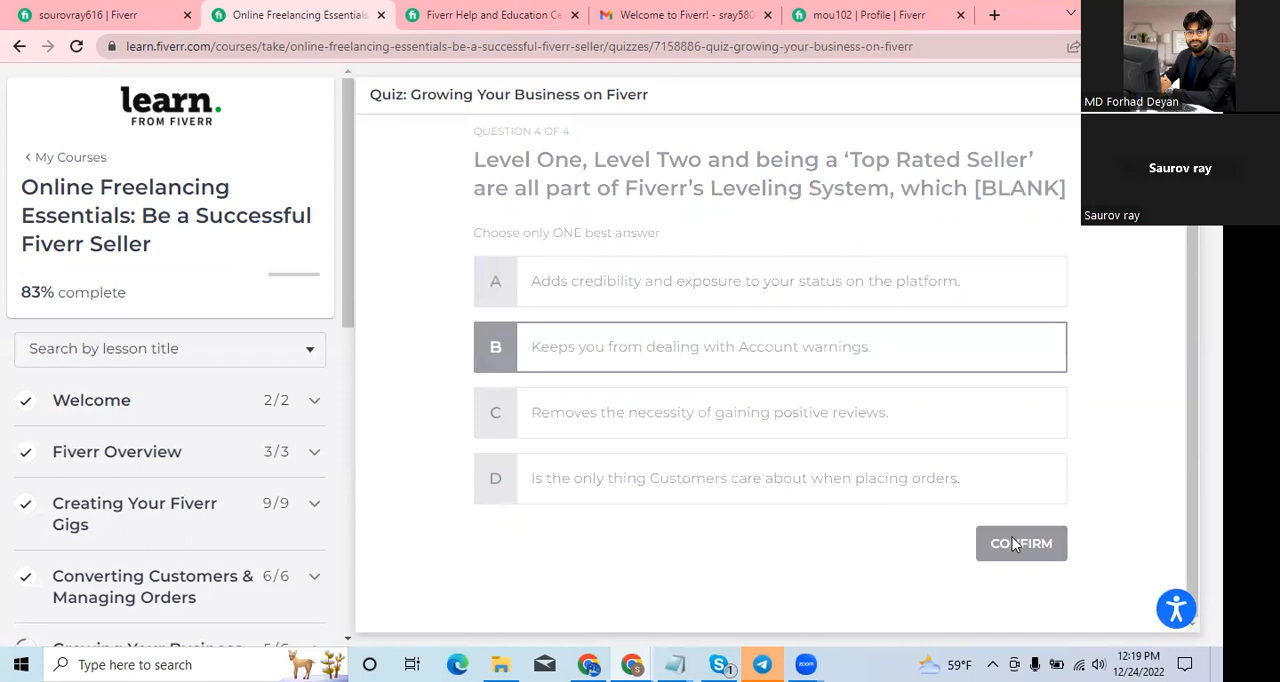 sourovray616 | Fiverr
Online Freelancing Essentials
Fiverr Help and Education Ce
Welcome to Fiverr! - sray580
mou102 | Profile | Fiverr
learn.fiverr.com/courses/take/online-freelancing-essentials-be-a-successful-fiverr-seller/quizzes/7158886-quiz-growing-your-business-on-fiverr
MD Forhad Deyan
Saurov ray
Saurov ray
learn.
FROM FIVERR
< My Courses
Online Freelancing
Essentials: Be a Successful
Fiverr Seller
83% complete
Search by lesson title
Welcome 2/2
Fiverr Overview 3/3
Creating Your Fiverr 9/9
Gigs
Converting Customers & 6/6
Managing Orders
Growing Your Business 5/6
Quiz: Growing Your Business on Fiverr
QUESTION 4 OF 4
Level One, Level Two and being a ‘Top Rated Seller’
are all part of Fiverr’s Leveling System, which [BLANK]
Choose only ONE best answer
A Adds credibility and exposure to your status on the platform.
B Keeps you from dealing with Account warnings.
C Removes the necessity of gaining positive reviews.
D Is the only thing Customers care about when placing orders.
CONFIRM
Type here to search
1
zoom
59°F
12:19 PM
12/24/2022